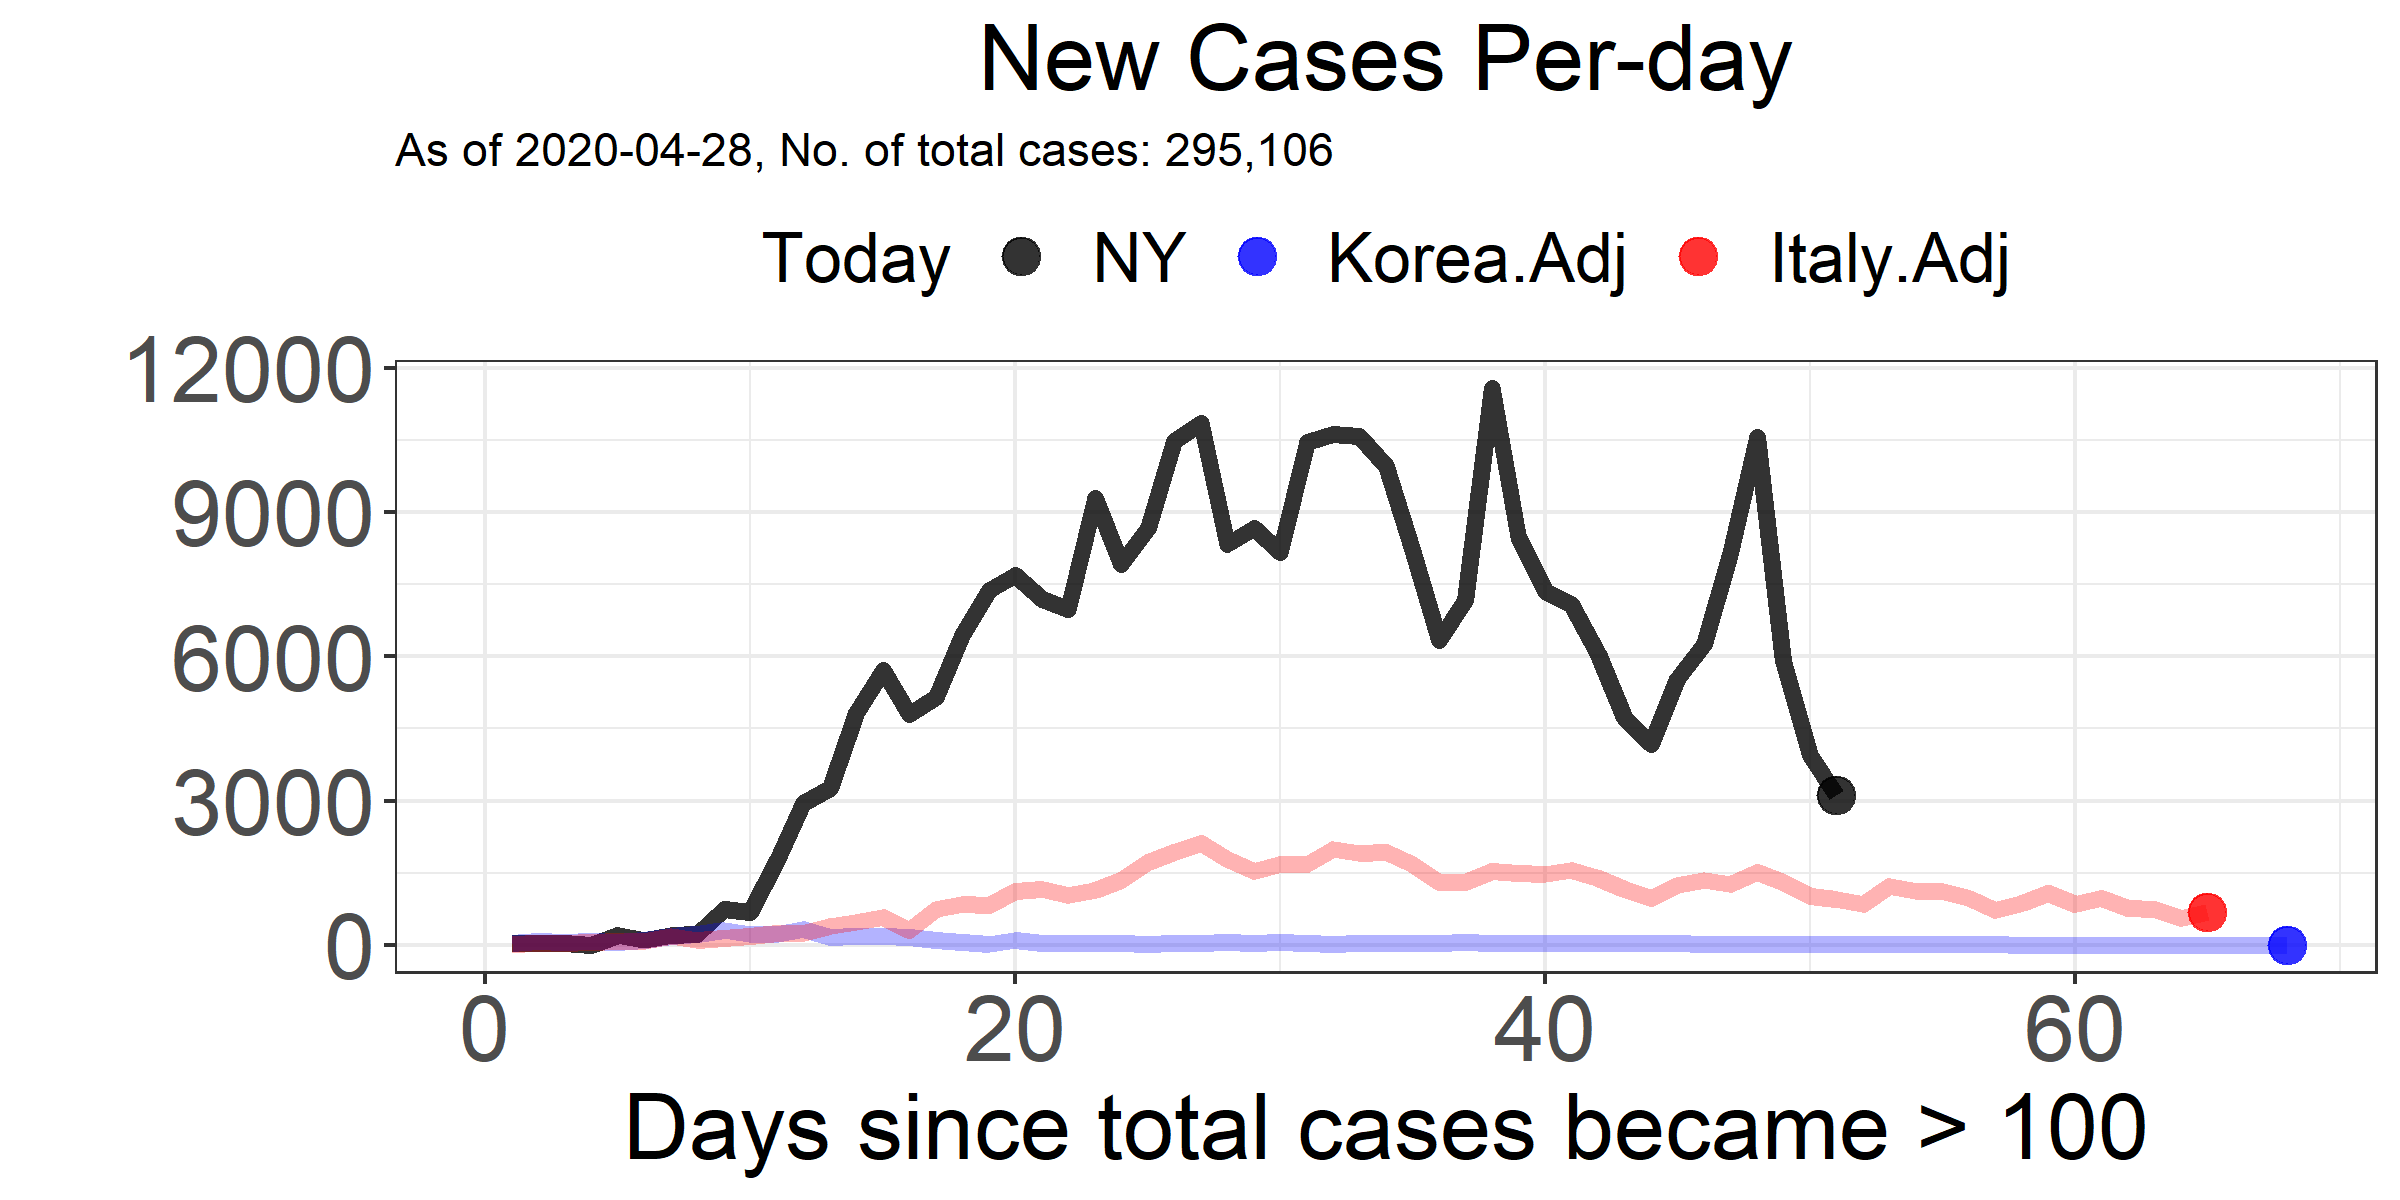 New Cases Per-day
As of 2020-04-28, No. of total cases: 295,106
Today NY Korea.Adj Italy.Adj
12000
9000
6000
3000
0
0 20 40 60
Days since total cases became > 100